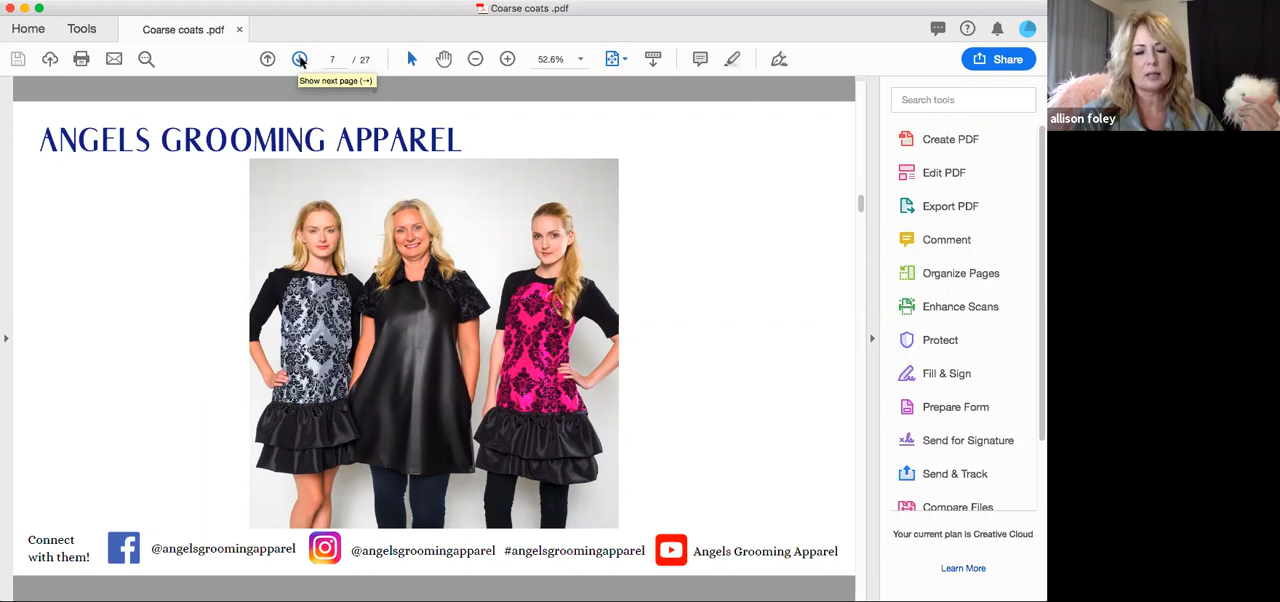 Coarse coats .pdf
Home
Tools
Coarse coats .pdf ×
7 / 27
52.6%
Share
Show next page (→)
ANGELS GROOMING APPAREL
Connect
with them!
@angelsgroomingapparel
@angelsgroomingapparel #angelsgroomingapparel
Angels Grooming Apparel
Search tools
Create PDF
Edit PDF
Export PDF
Comment
Organize Pages
Enhance Scans
Protect
Fill & Sign
Prepare Form
Send for Signature
Send & Track
Compare Files
Your current plan is Creative Cloud
Learn More
allison foley